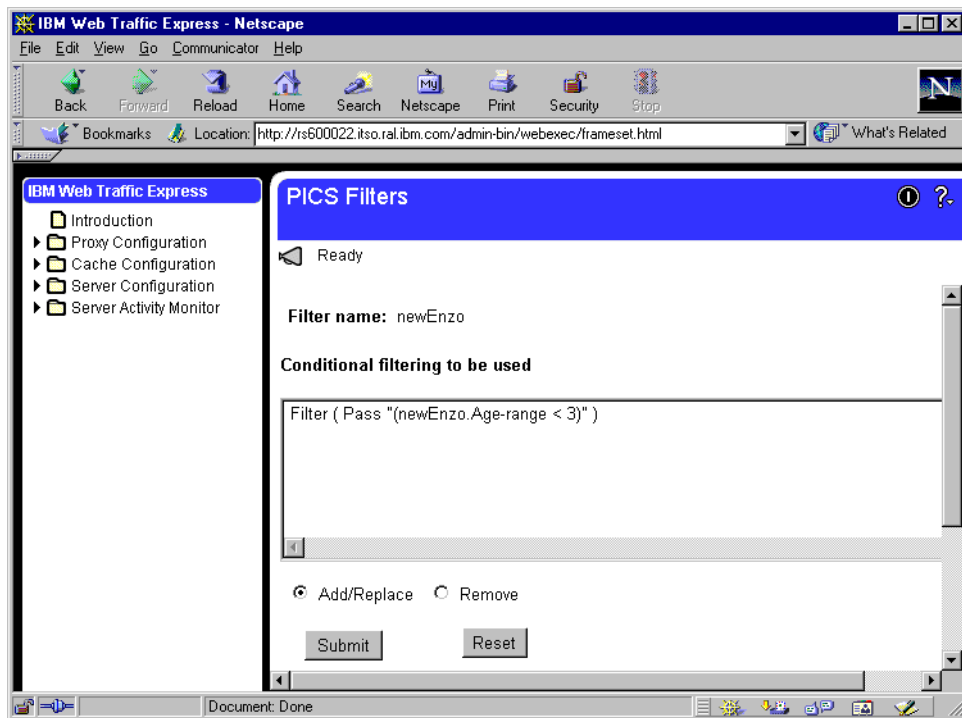 IBM Web Traffic Express - Netscape
File Edit View Go Communicator Help
Back Forward Reload Home Search Netscape Print Security Stop
My
N
Bookmarks Location: http://rs600022.itso.ral.ibm.com/admin-bin/webexec/frameset.html What's Related
IBM Web Traffic Express
Introduction
Proxy Configuration
Cache Configuration
Server Configuration
Server Activity Monitor
PICS Filters
Ready
Filter name: newEnzo
Conditional filtering to be used
Filter ( Pass "(newEnzo.Age-range < 3)" )
Add/Replace Remove
Submit Reset
Document: Done